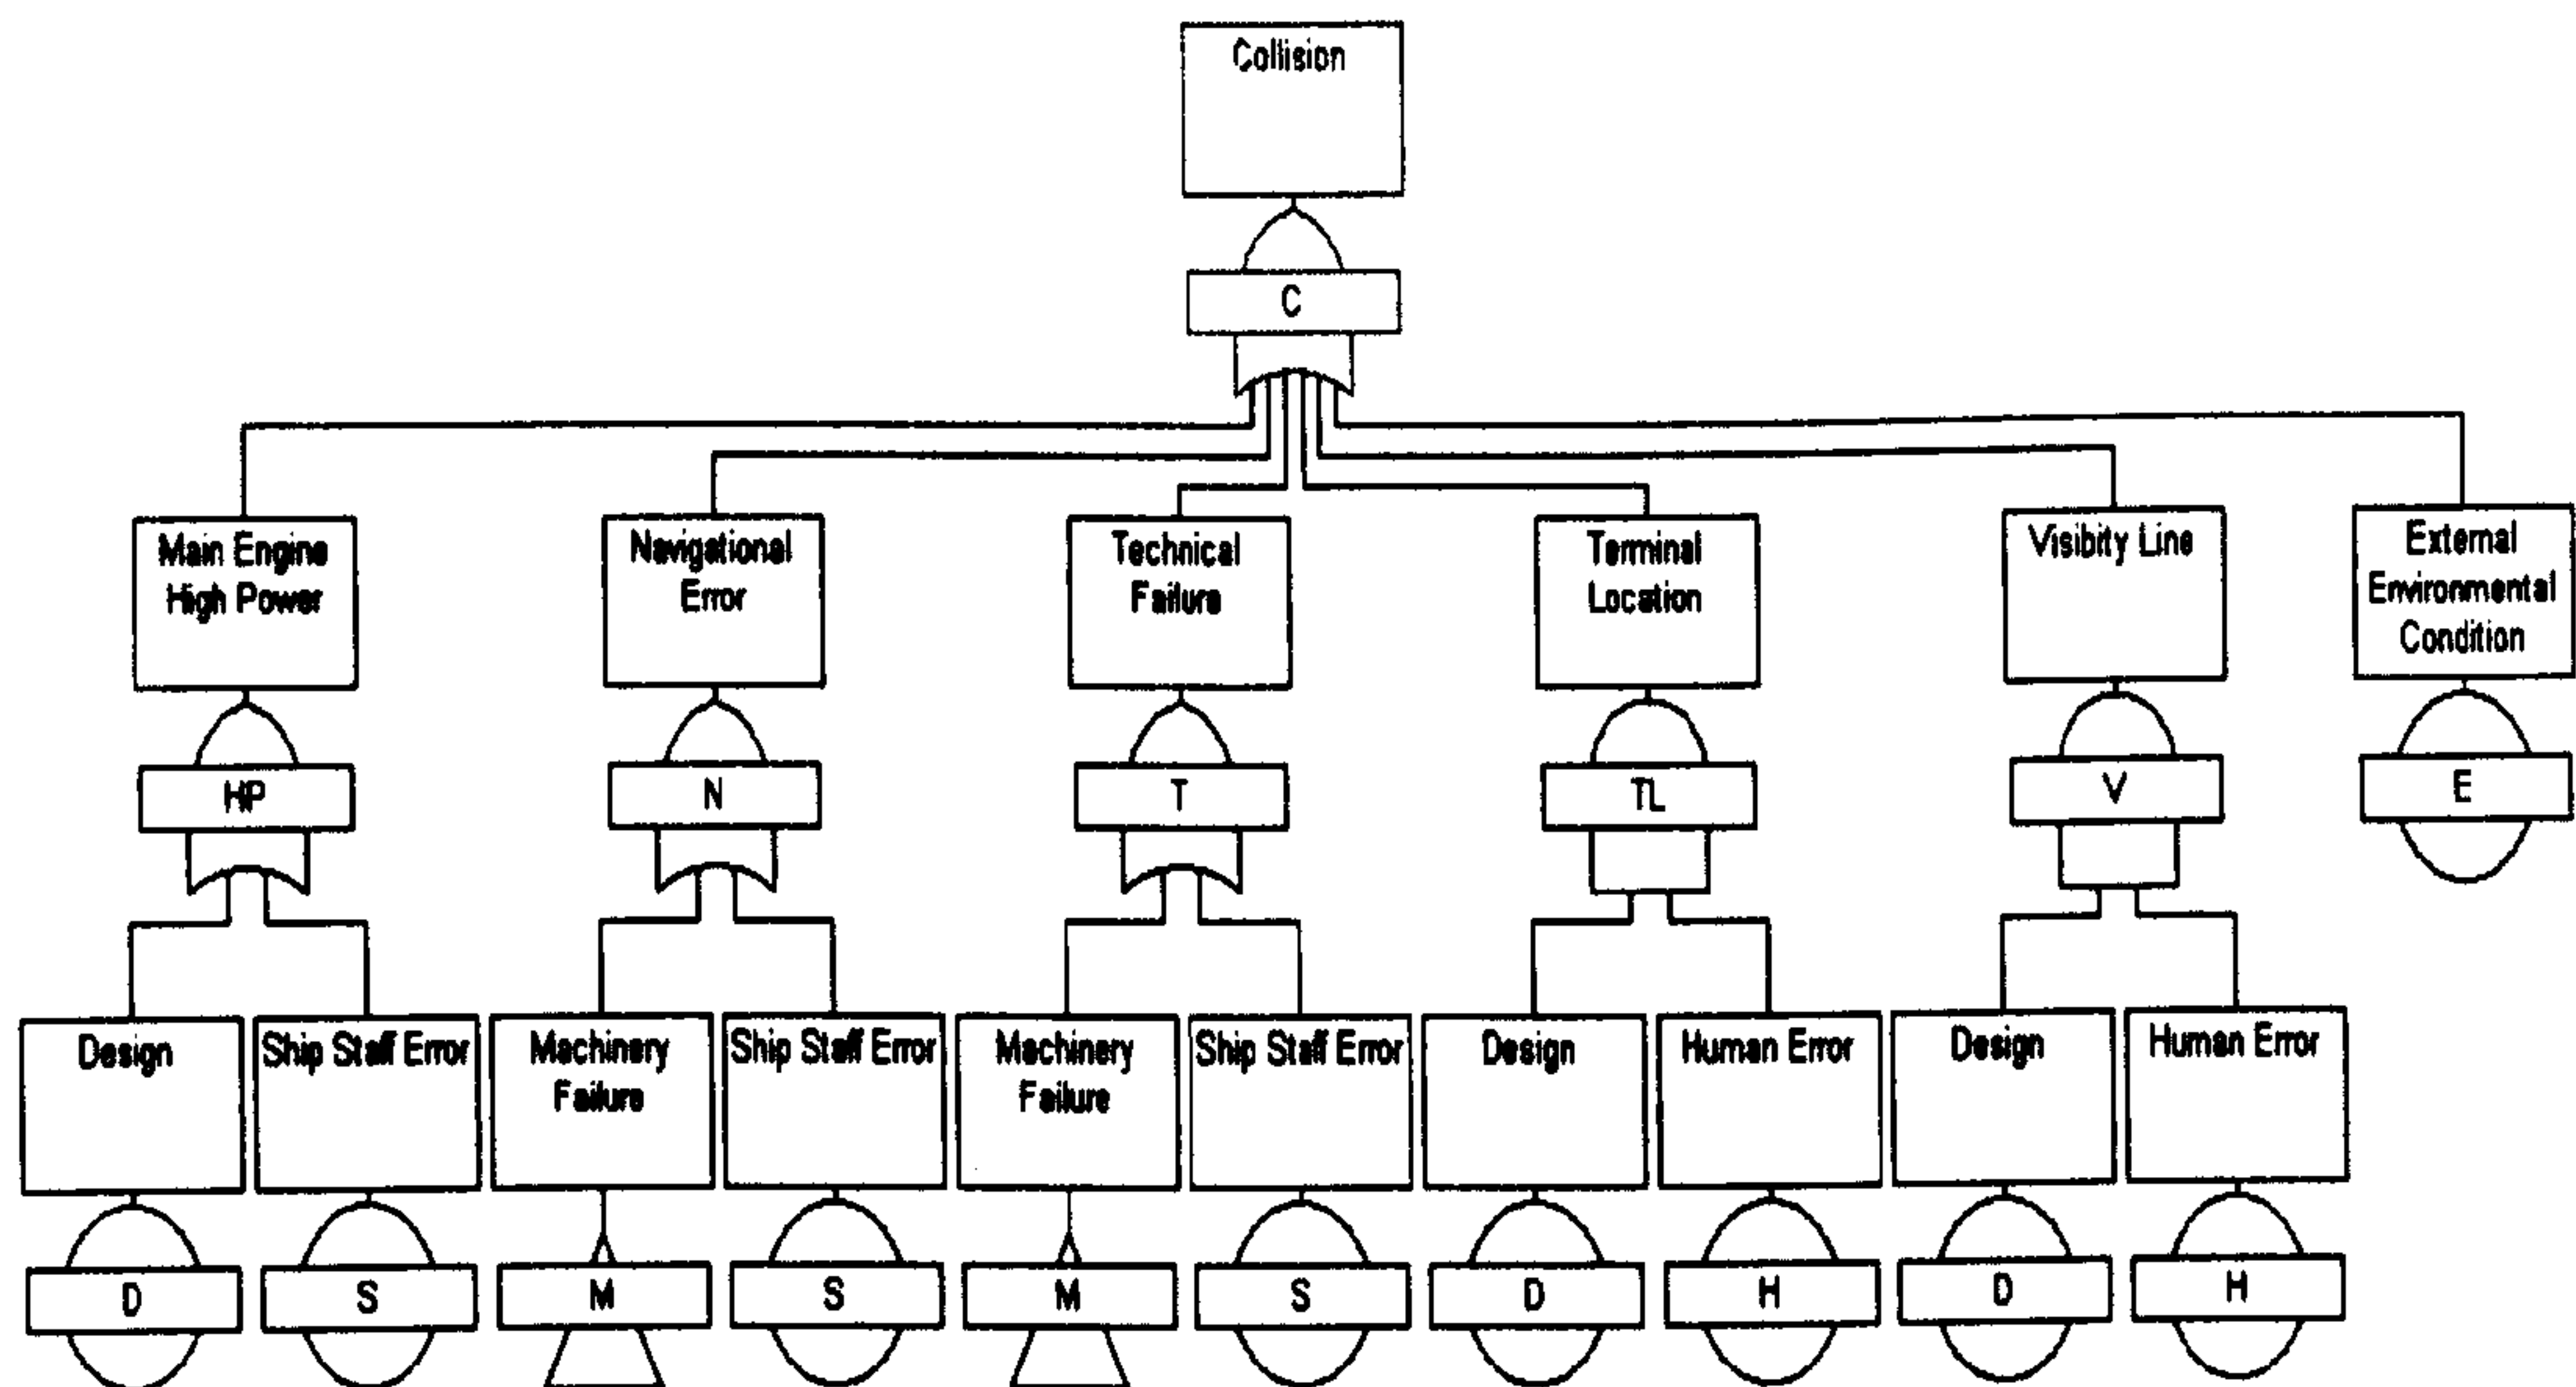 Collision
C
Main Engine
High Power
Navigational
Error
Technical
Failure
Terminal
Location
Visibity Line
External
Environmental
Condition
HP
N
T
TL
V
E
Design
Ship Staff Error
Machinery
Failure
Ship Staff Error
Machinery
Failure
Ship Staff Error
Design
Human Error
Design
Human Error
D
S
M
S
M
S
D
H
D
H